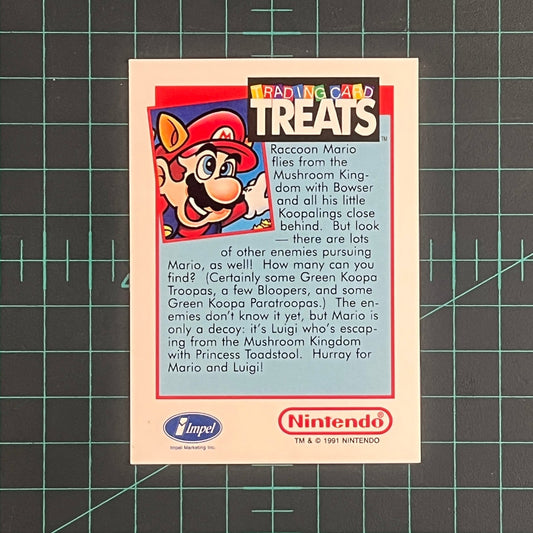 TRADING CARD
TREATS
TM
M
Raccoon Mario
flies from the
Mushroom King-
dom with Bowser
and all his little
Koopalings close
behind. But look
— there are lots
of other enemies pursuing
Mario, as well! How many can you
find? (Certainly some Green Koopa
Troopas, a few Bloopers, and some
Green Koopa Paratroopas.) The en-
emies don't know it yet, but Mario is
only a decoy: it's Luigi who's escap-
ing from the Mushroom Kingdom
with Princess Toadstool. Hurray for
Mario and Luigi!
i Impel
Impel Marketing Inc.
Nintendo®
TM & © 1991 NINTENDO